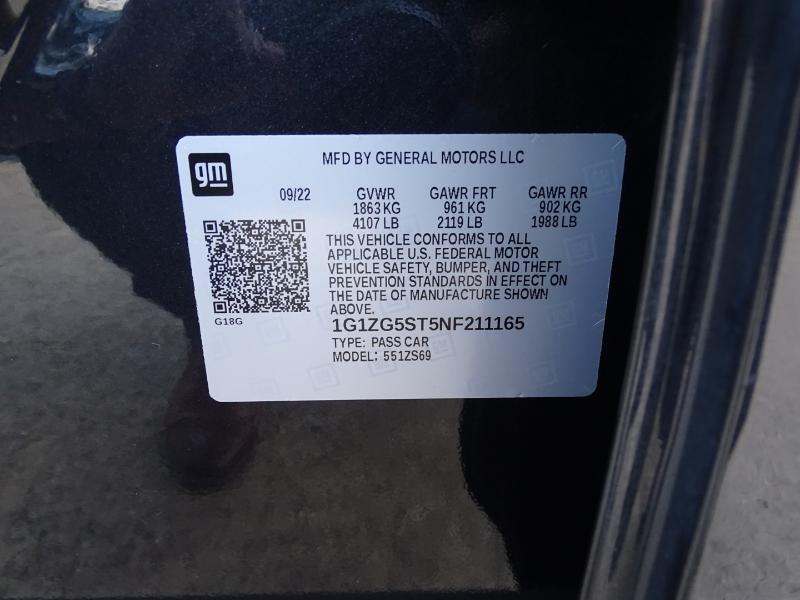 gm
MFD BY GENERAL MOTORS LLC
09/22 GVWR GAWR FRT GAWR RR
1863 KG 961 KG 902 KG
4107 LB 2119 LB 1988 LB
THIS VEHICLE CONFORMS TO ALL
APPLICABLE U.S. FEDERAL MOTOR
VEHICLE SAFETY, BUMPER, AND THEFT
PREVENTION STANDARDS IN EFFECT ON
THE DATE OF MANUFACTURE SHOWN
ABOVE.
G18G
1G1ZG5ST5NF211165
TYPE: PASS CAR
MODEL: 551ZS69